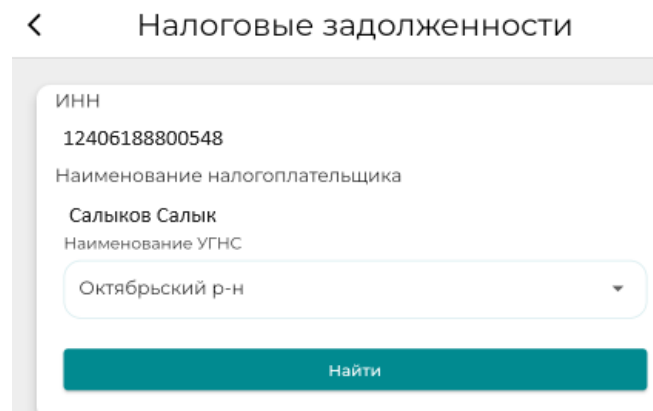 Налоговые задолженности
ИНН
12406188800548
Наименование налогоплательщика
Салыков Салык
Наименование УГНС
Октябрьский р-н
Найти